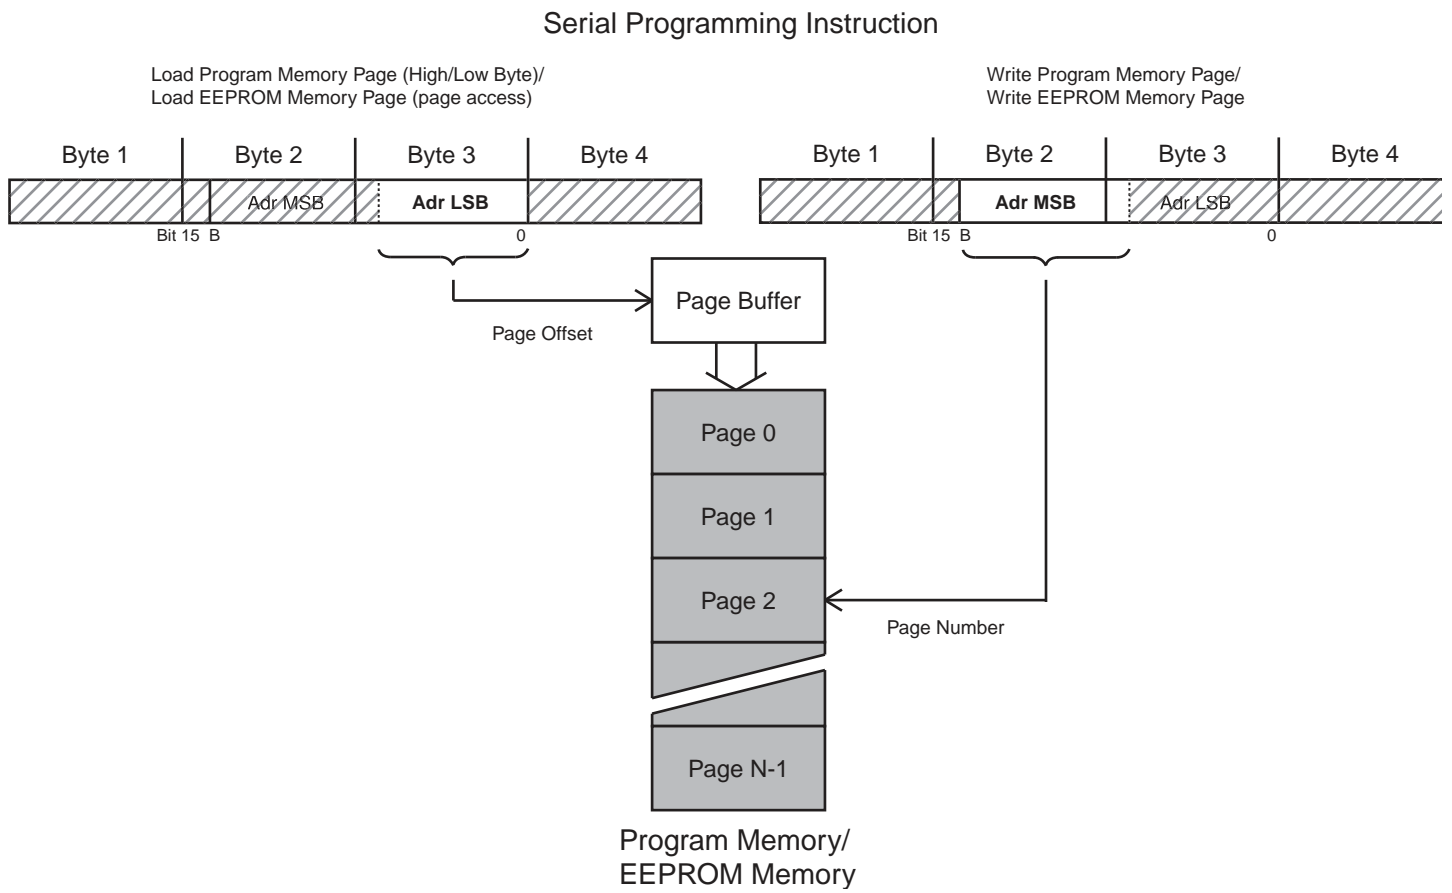 Serial Programming Instruction
Load Program Memory Page (High/Low Byte)/
Load EEPROM Memory Page (page access)
Write Program Memory Page/
Write EEPROM Memory Page
Byte 1 Byte 2 Byte 3 Byte 4
Byte 1 Byte 2 Byte 3 Byte 4
Adr MSB Adr LSB
Adr MSB Adr LSB
Bit 15 B 0
Bit 15 B 0
Page Buffer
Page Offset
Page 0
Page 1
Page 2
Page Number
Page N-1
Program Memory/
EEPROM Memory